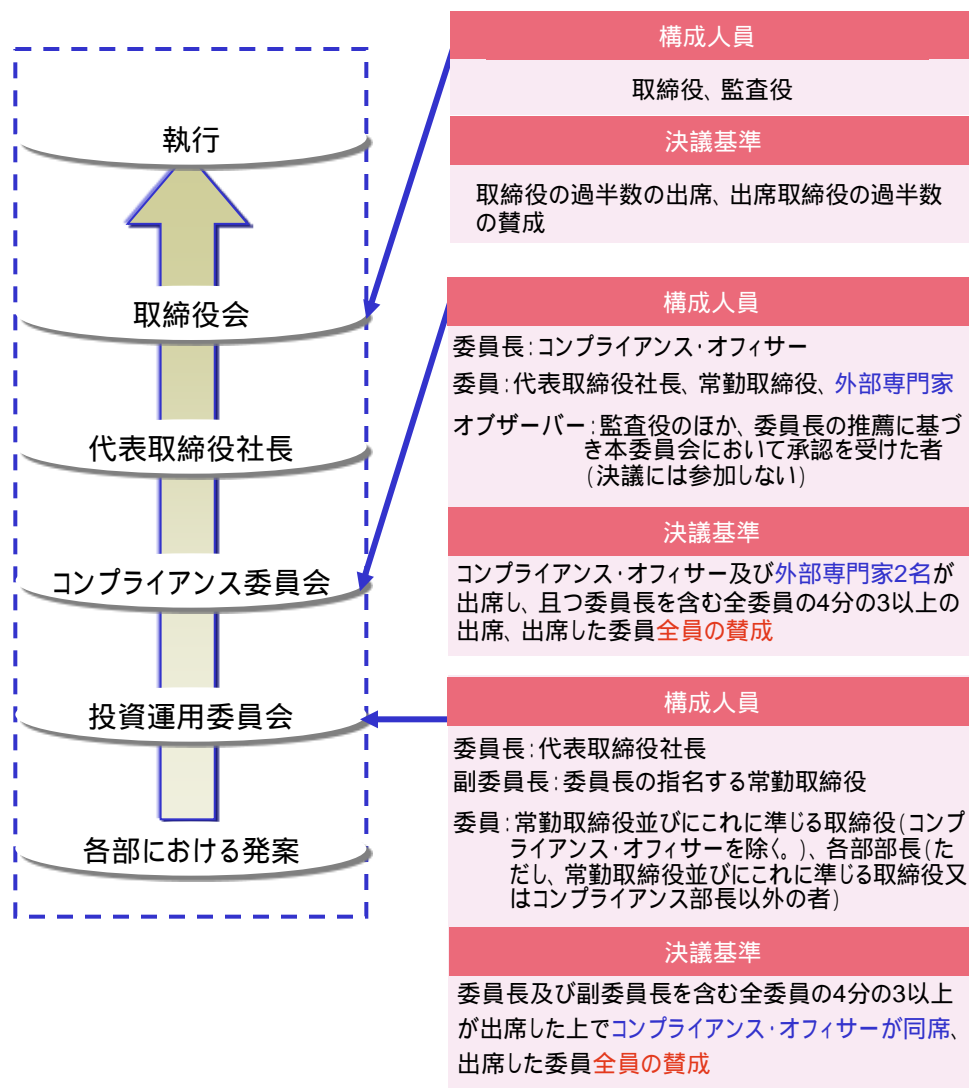 執行
取締役会
代表取締役社長
コンプライアンス委員会
投資運用委員会
各部における発案
構成人員
取締役、監査役
決議基準
取締役の過半数の出席、出席取締役の過半数
の賛成
構成人員
委員長:コンプライアンス・オフィサー
委員:代表取締役社長、常勤取締役、外部専門家
オブザーバー:監査役のほか、委員長の推薦に基づ
き本委員会において承認を受けた者
(決議には参加しない)
決議基準
コンプライアンス・オフィサー及び外部専門家2名が
出席し、且つ委員長を含む全委員の4分の3以上の
出席、出席した委員全員の賛成
構成人員
委員長:代表取締役社長
副委員長:委員長の指名する常勤取締役
委員:常勤取締役並びにこれに準じる取締役(コンプ
ライアンス・オフィサーを除く。)、各部部長(た
だし、常勤取締役並びにこれに準じる取締役又
はコンプライアンス部長以外の者)
決議基準
委員長及び副委員長を含む全委員の4分の3以上
が出席した上でコンプライアンス・オフィサーが同席、
出席した委員全員の賛成